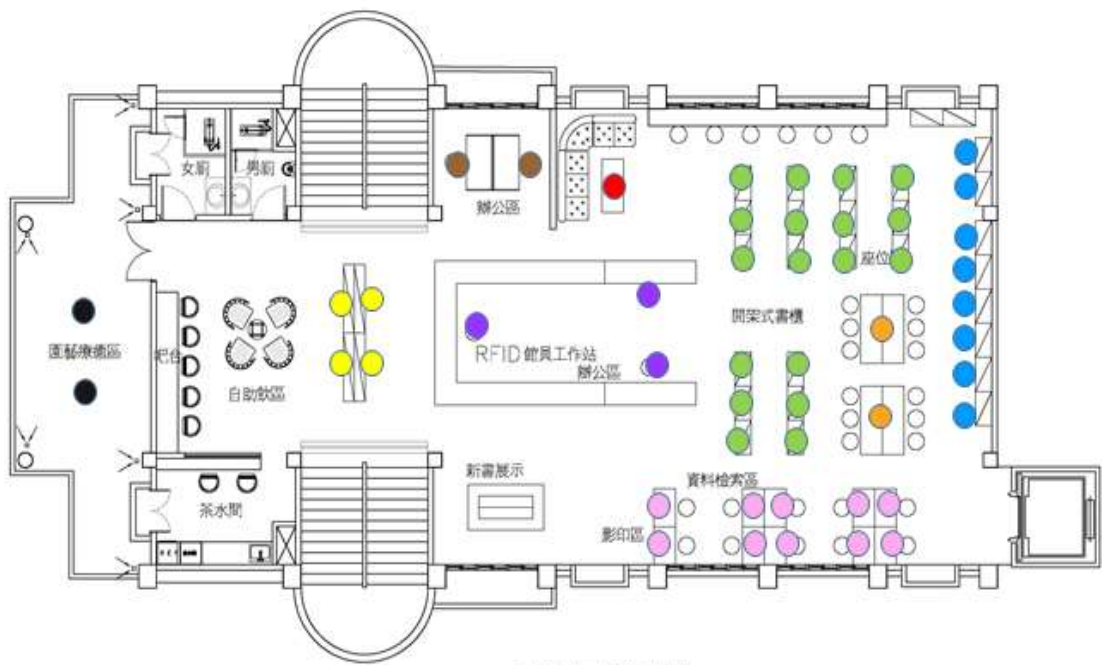 女廁
男廁
辦公區
座位
開架式書櫃
園藝療癒區
吧台
RFID 館員工作站
辦公區
自助飲區
新書展示
資料檢索區
茶水間
影印區